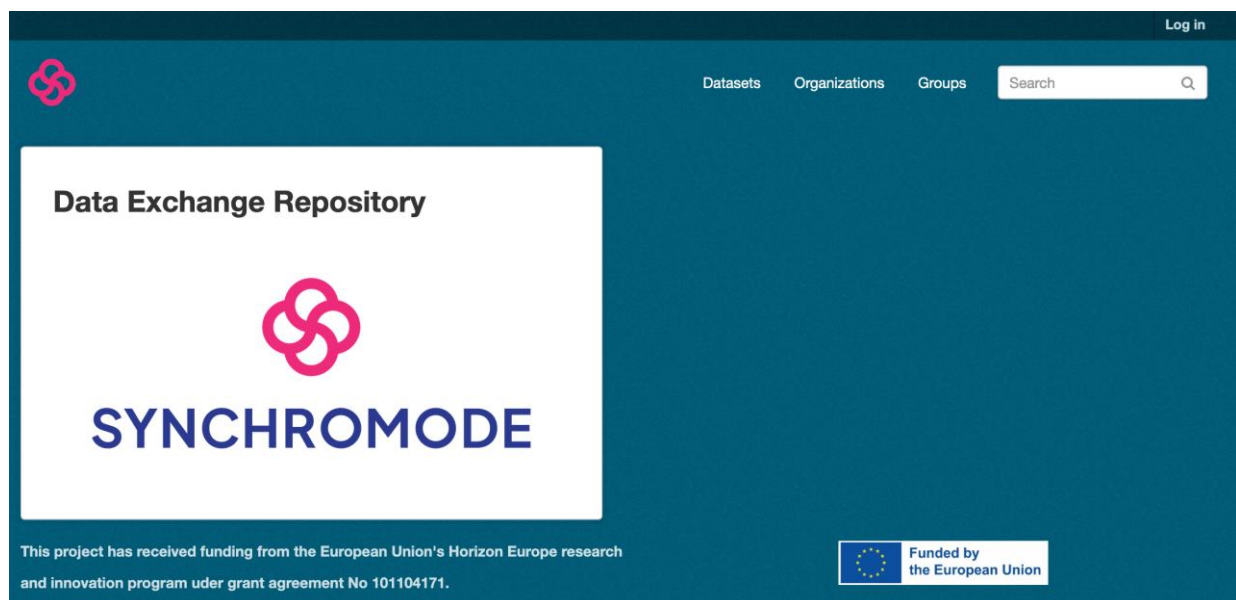 Log in
Datasets Organizations Groups Search
Data Exchange Repository
SYNCHROMODE
This project has received funding from the European Union's Horizon Europe research
and innovation program uder grant agreement No 101104171.
Funded by
the European Union